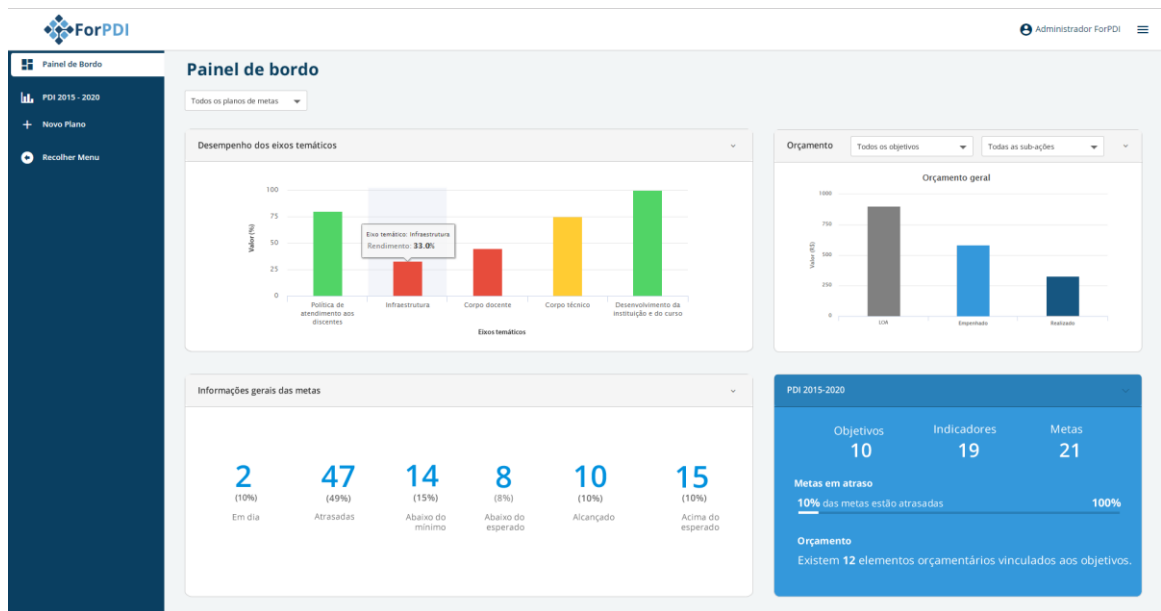 ForPDI
Administrador ForPDI
Painel de Bordo
PDI 2015 - 2020
Novo Plano
Recolher Menu
Painel de bordo
Todos os planos de metas
Desempenho dos eixos temáticos
100
75
50
25
0
Valor (%)
Eixo temático: Infraestrutura
Rendimento: 33.0%
Política de
atendimento aos
discentes
Infraestrutura
Corpo docente
Corpo técnico
Desenvolvimento da
instituição e do curso
Eixos temáticos
Orçamento
Todos os objetivos
Todas as sub-ações
Orçamento geral
1000
750
500
250
0
Valor (R$)
LOA
Empenhado
Realizado
Informações gerais das metas
2
(10%)
Em dia
47
(49%)
Atrasadas
14
(15%)
Abaixo do
mínimo
8
(8%)
Abaixo do
esperado
10
(10%)
Alcançado
15
(10%)
Acima do
esperado
PDI 2015-2020
Objetivos
10
Indicadores
19
Metas
21
Metas em atraso
10% das metas estão atrasadas
100%
Orçamento
Existem 12 elementos orçamentários vinculados aos objetivos.